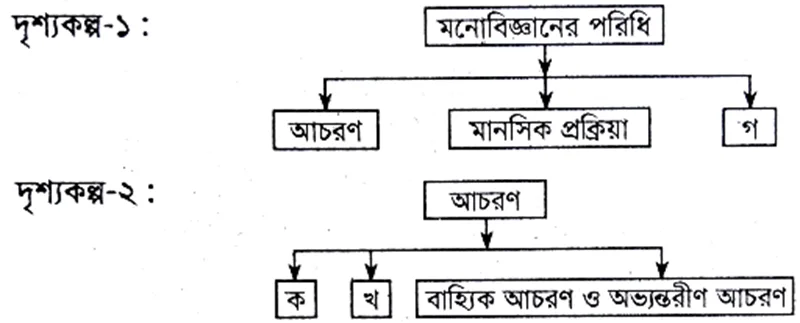 দৃশ্যকল্প-১ :
মনোবিজ্ঞানের পরিধি
আচরণ মানসিক প্রক্রিয়া গ
দৃশ্যকল্প-২ :
আচরণ
ক খ বাহ্যিক আচরণ ও অভ্যন্তরীণ আচরণ